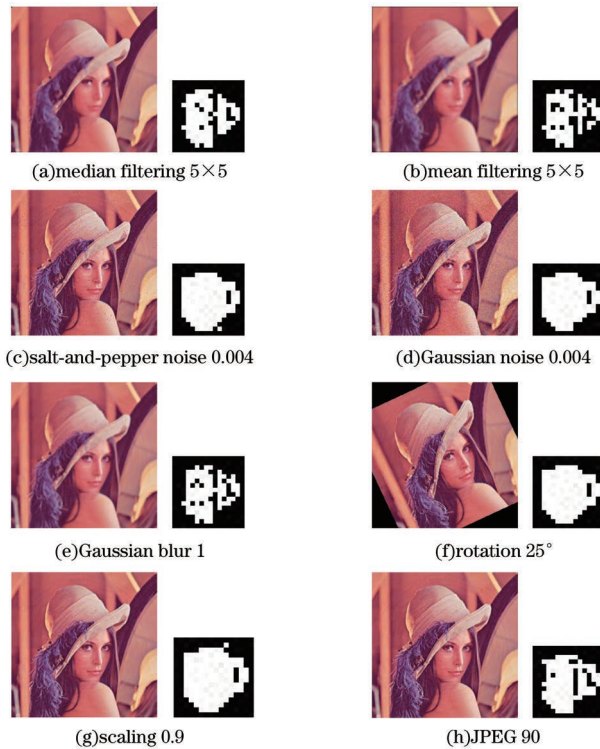 (a)median filtering 5×5
(b)mean filtering 5×5
(c)salt-and-pepper noise 0.004
(d)Gaussian noise 0.004
(e)Gaussian blur 1
(f)rotation 25°
(g)scaling 0.9
(h)JPEG 90